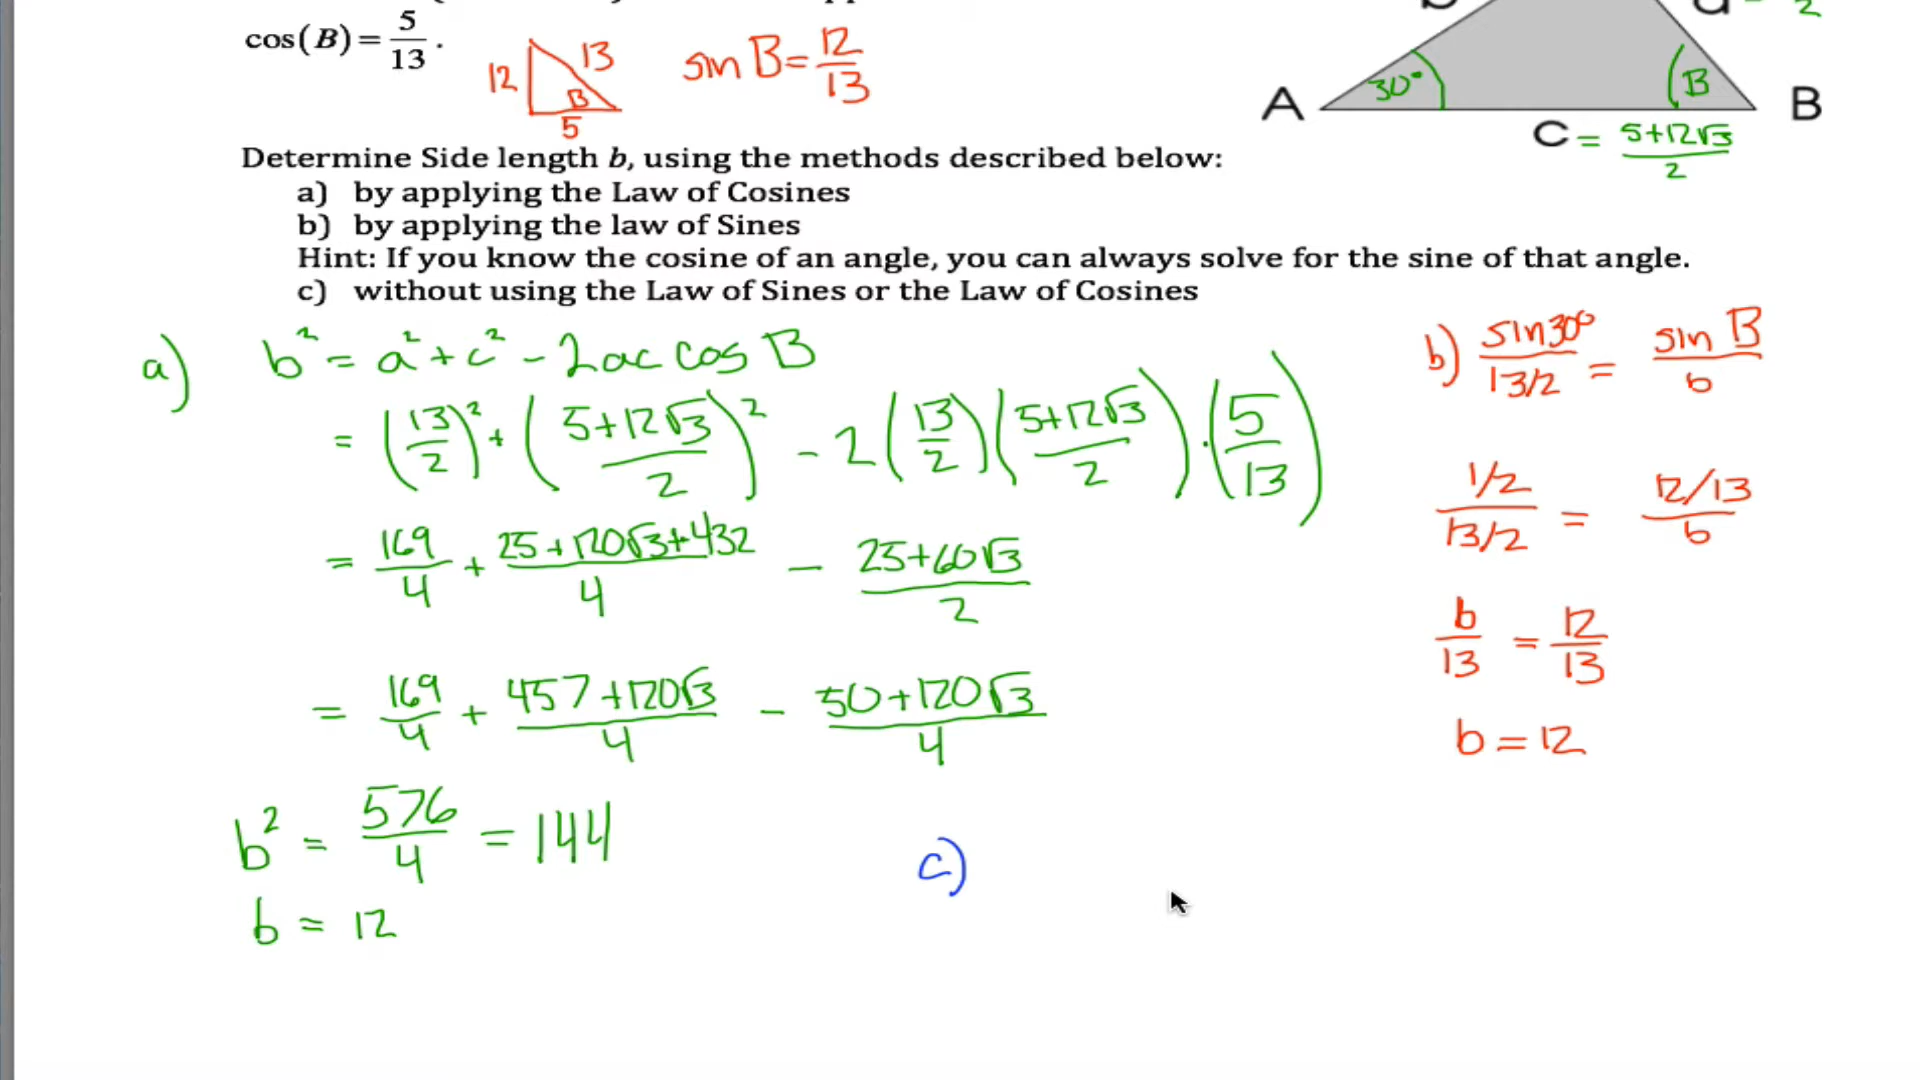 cos(B) = 5/13 .
12 13 B 5
sin B = 12/13
2
A 30° B B
C = (5+12√3)/2
Determine Side length b, using the methods described below:
a) by applying the Law of Cosines
b) by applying the law of Sines
Hint: If you know the cosine of an angle, you can always solve for the sine of that angle.
c) without using the Law of Sines or the Law of Cosines
a) b² = a² + c² - 2ac cos B
= (13/2)² + ((5+12√3)/2)² - 2(13/2)((5+12√3)/2)·(5/13)
= 169/4 + (25+120√3+432)/4 - (25+60√3)/2
= 169/4 + (457+120√3)/4 - (50+120√3)/4
b² = 576/4 = 144
b = 12
b) sin30°/(13/2) = sin B/b
(1/2)/(13/2) = (12/13)/b
b/13 = 12/13
b = 12
c)